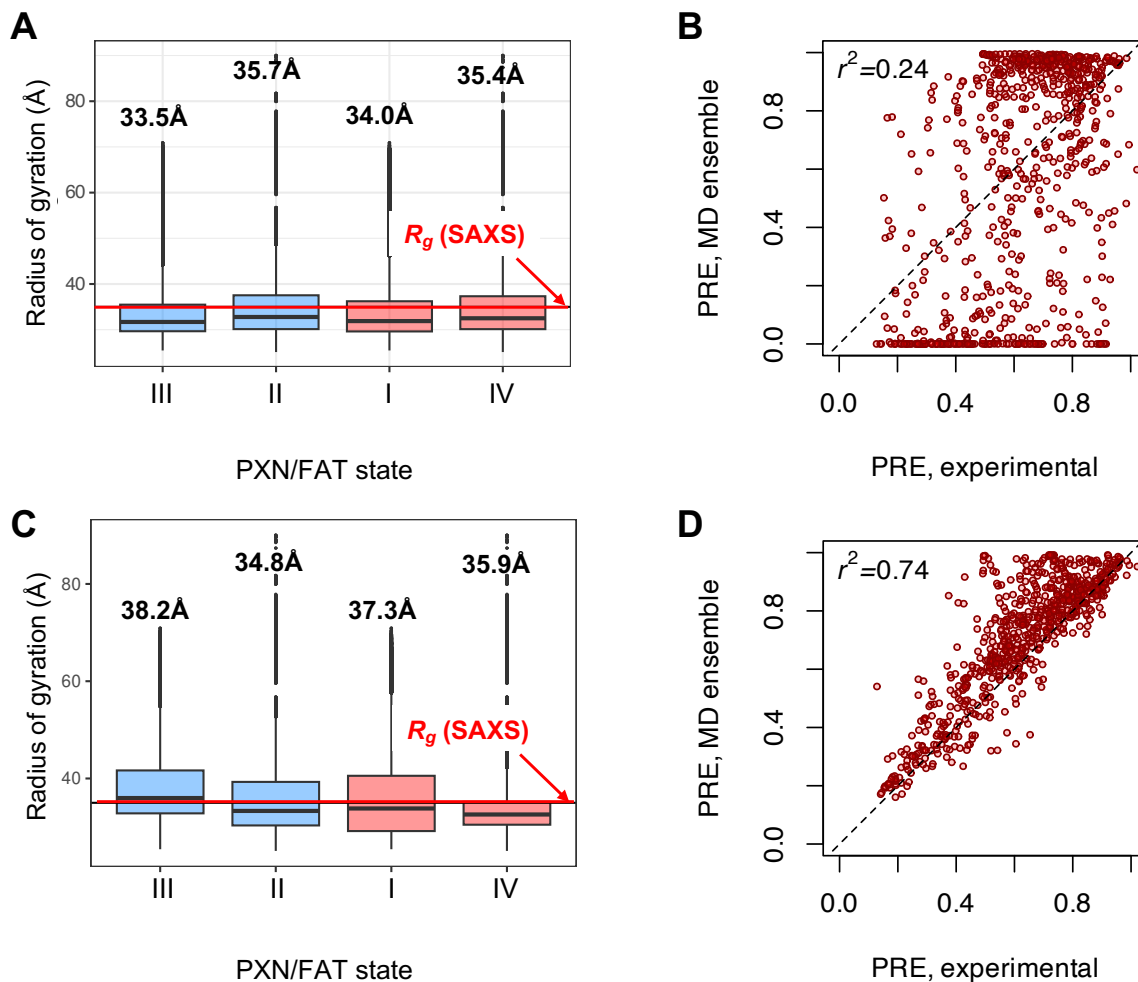 A
Radius of gyration (Å)
80
60
40
33.5Å
35.7Å
34.0Å
35.4Å
Rg (SAXS)
III II I IV
PXN/FAT state
B
r2=0.24
PRE, MD ensemble
0.8
0.4
0.0
0.0 0.4 0.8
PRE, experimental
C
Radius of gyration (Å)
80
60
40
38.2Å
34.8Å
37.3Å
35.9Å
Rg (SAXS)
III II I IV
PXN/FAT state
D
r2=0.74
PRE, MD ensemble
0.8
0.4
0.0
0.0 0.4 0.8
PRE, experimental